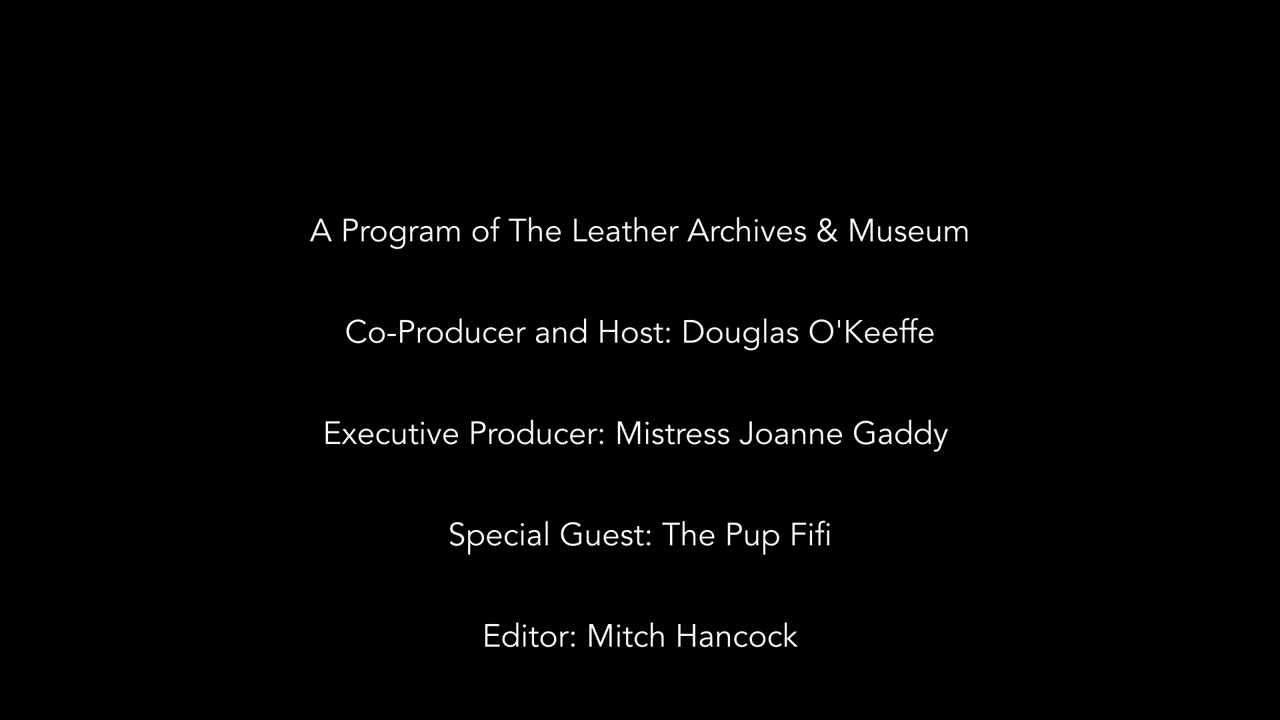 A Program of The Leather Archives & Museum
Co-Producer and Host: Douglas O'Keeffe
Executive Producer: Mistress Joanne Gaddy
Special Guest: The Pup Fifi
Editor: Mitch Hancock